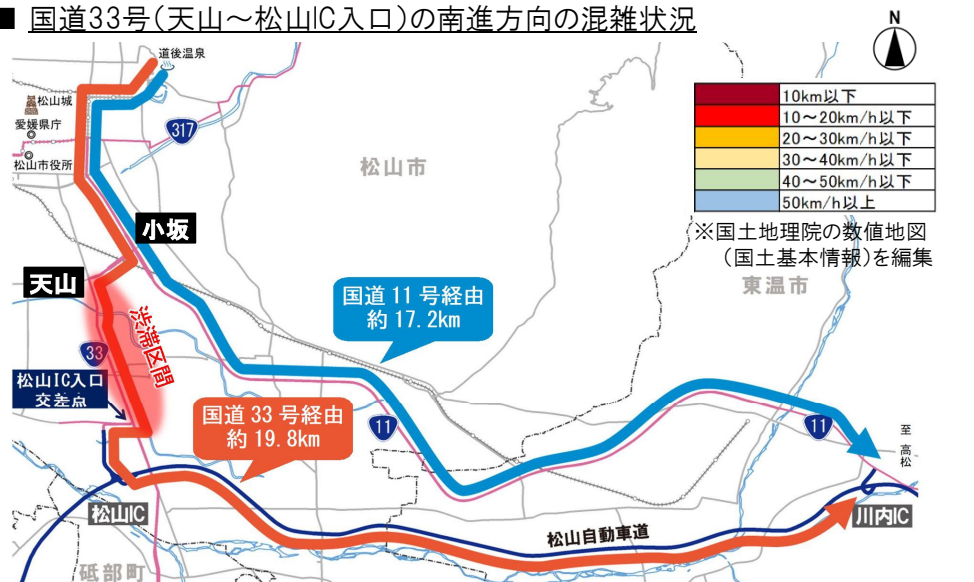 ■ 国道33号(天山～松山IC入口)の南進方向の混雑状況
N
道後温泉
松山城
愛媛県庁
松山市役所
317
松山市
10km以下
10～20km/h以下
20～30km/h以下
30～40km/h以下
40～50km/h以下
50km/h以上
※国土地理院の数値地図
(国土基本情報)を編集
小坂
天山
東温市
国道11号経由
約17.2km
渋滞区間
33
松山IC入口
交差点
国道33号経由
約19.8km
11
11
至
高松
松山IC
川内IC
松山自動車道
砥部町